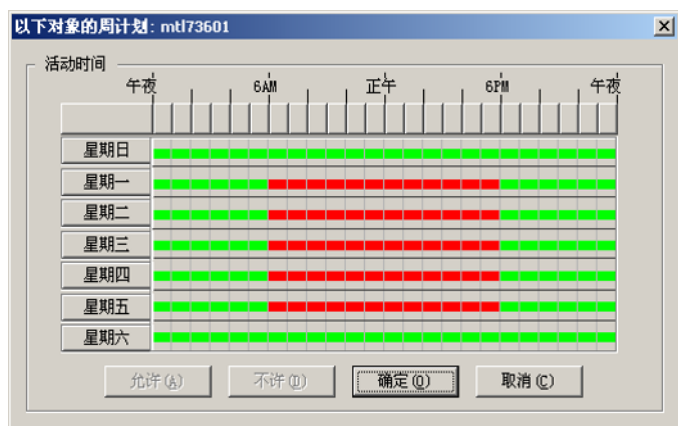 以下对象的周计划: mtl73601
活动时间
午夜 6AM 正午 6PM 午夜
星期日
星期一
星期二
星期三
星期四
星期五
星期六
允许(A) 不许(D) 确定(O) 取消(C)